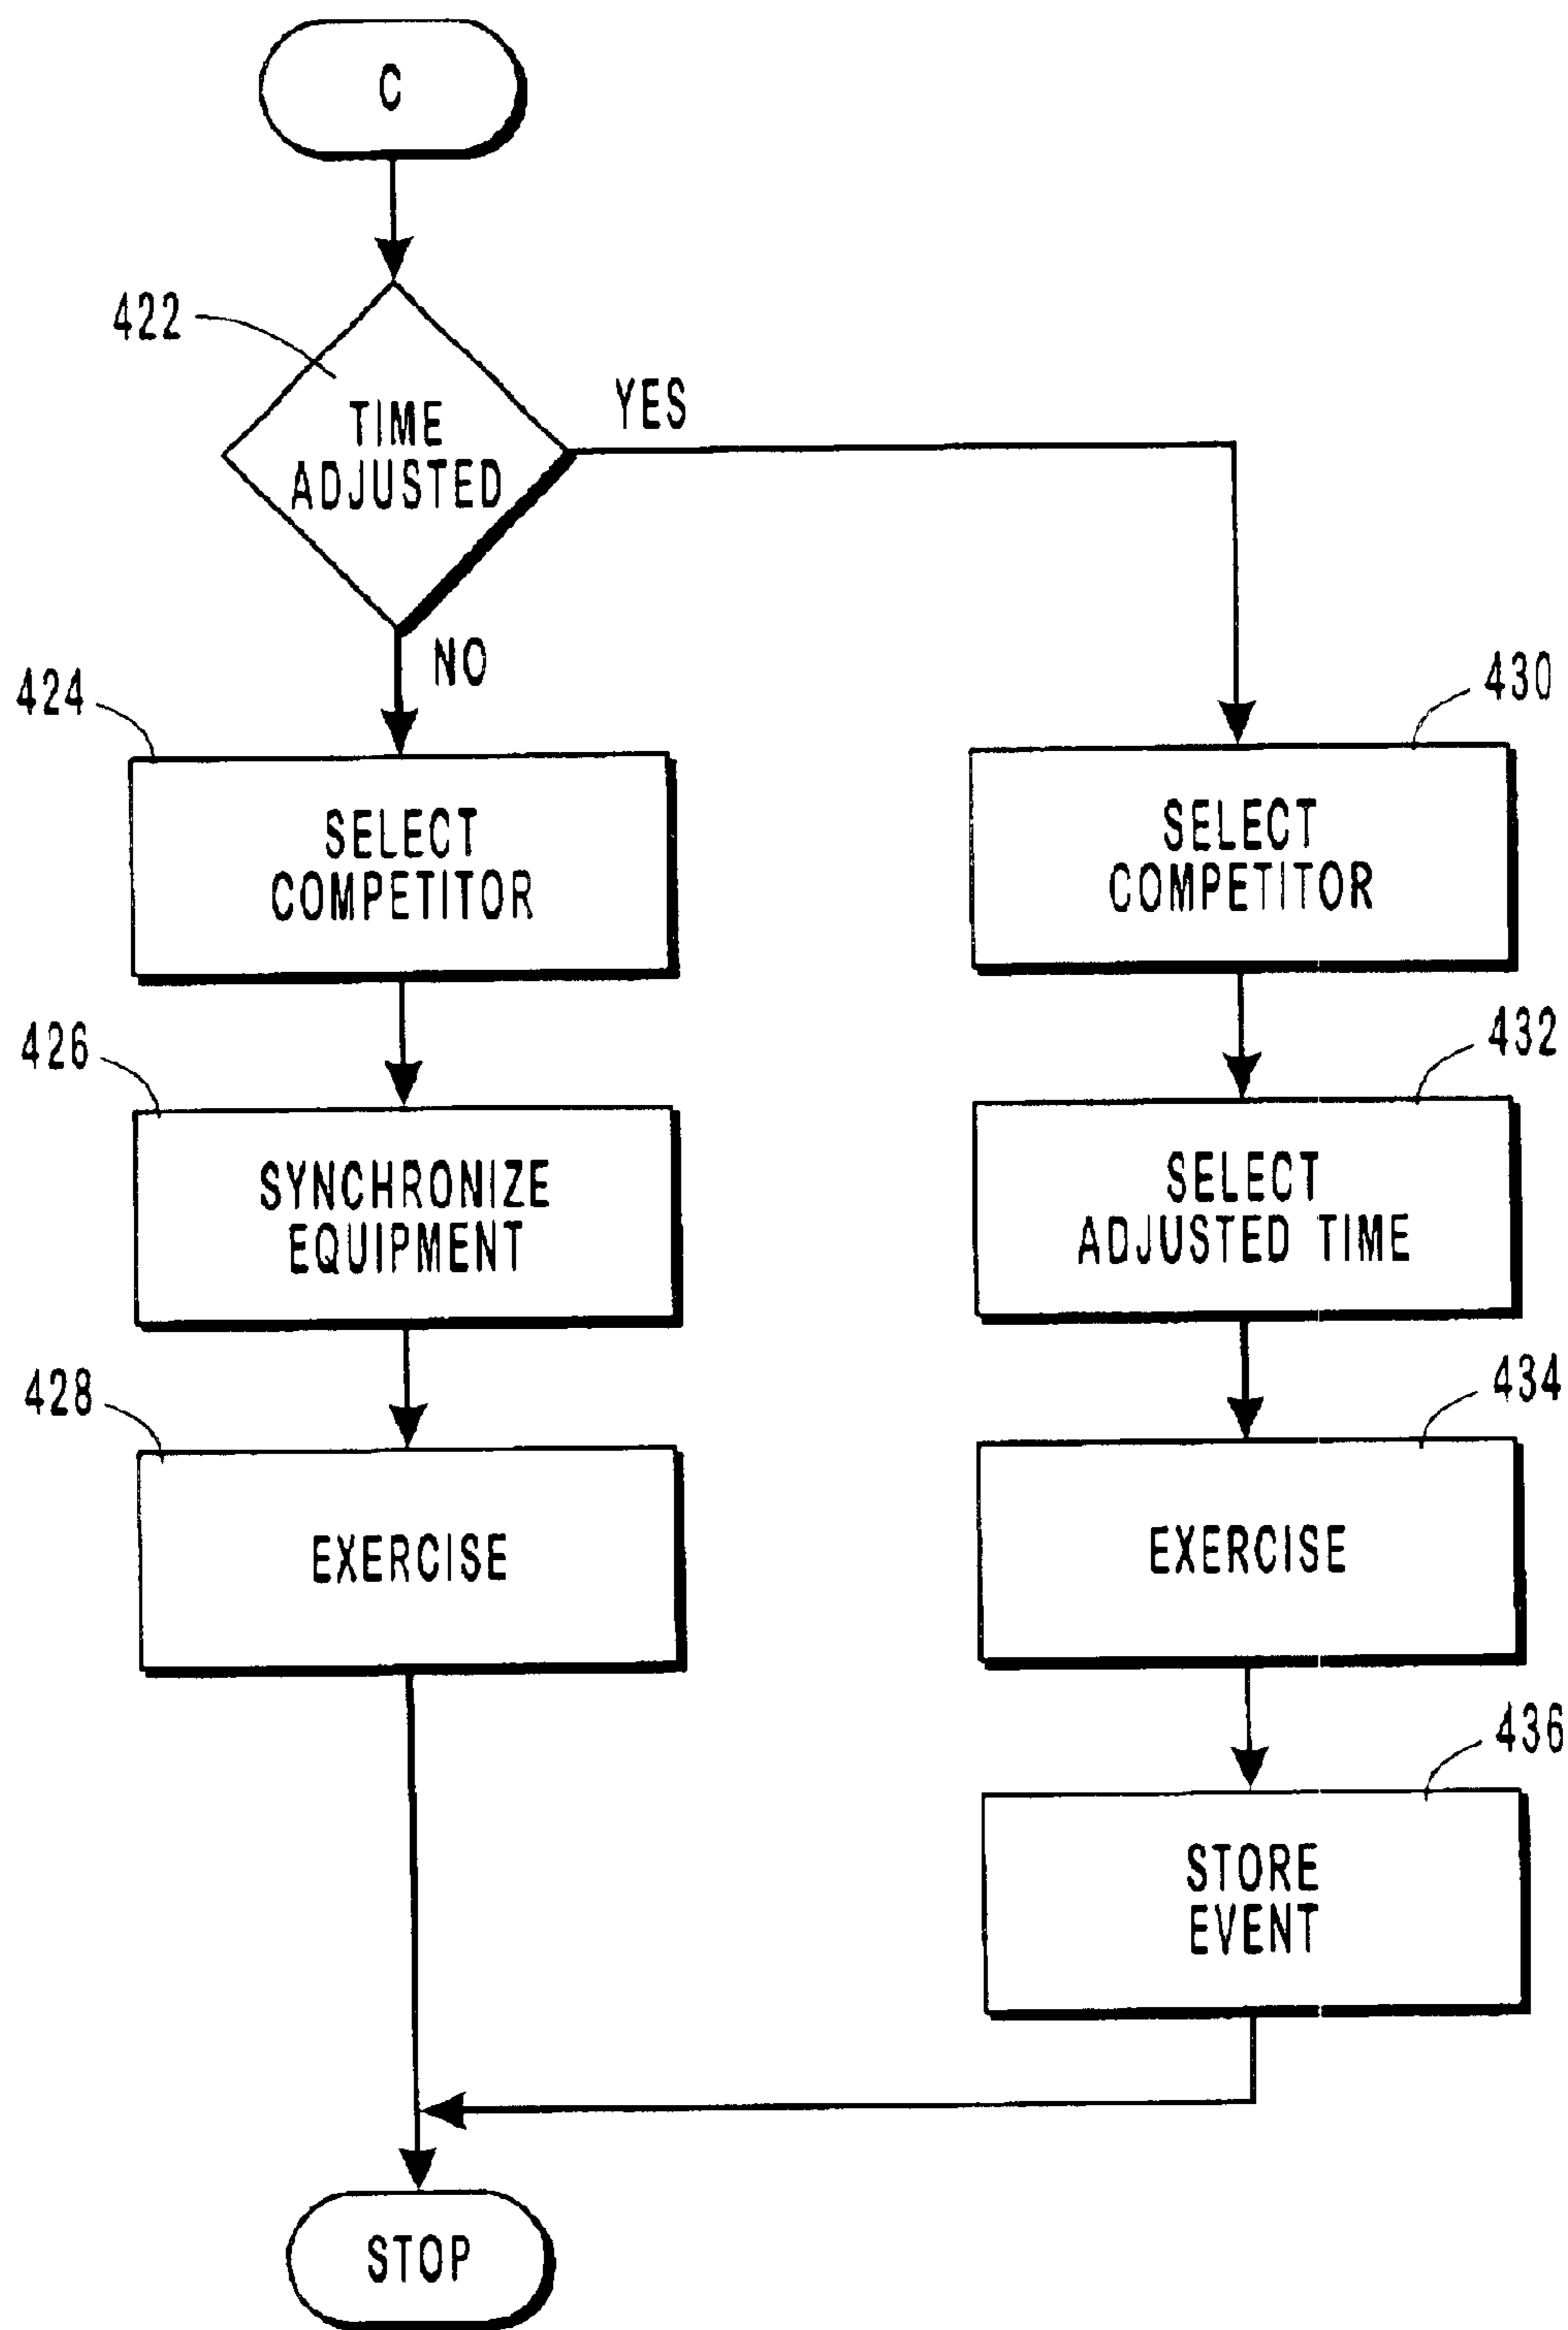 C
422
TIME
ADJUSTED
YES
NO
424
SELECT
COMPETITOR
430
SELECT
COMPETITOR
426
SYNCHRONIZE
EQUIPMENT
432
SELECT
ADJUSTED TIME
428
EXERCISE
434
EXERCISE
436
STORE
EVENT
STOP